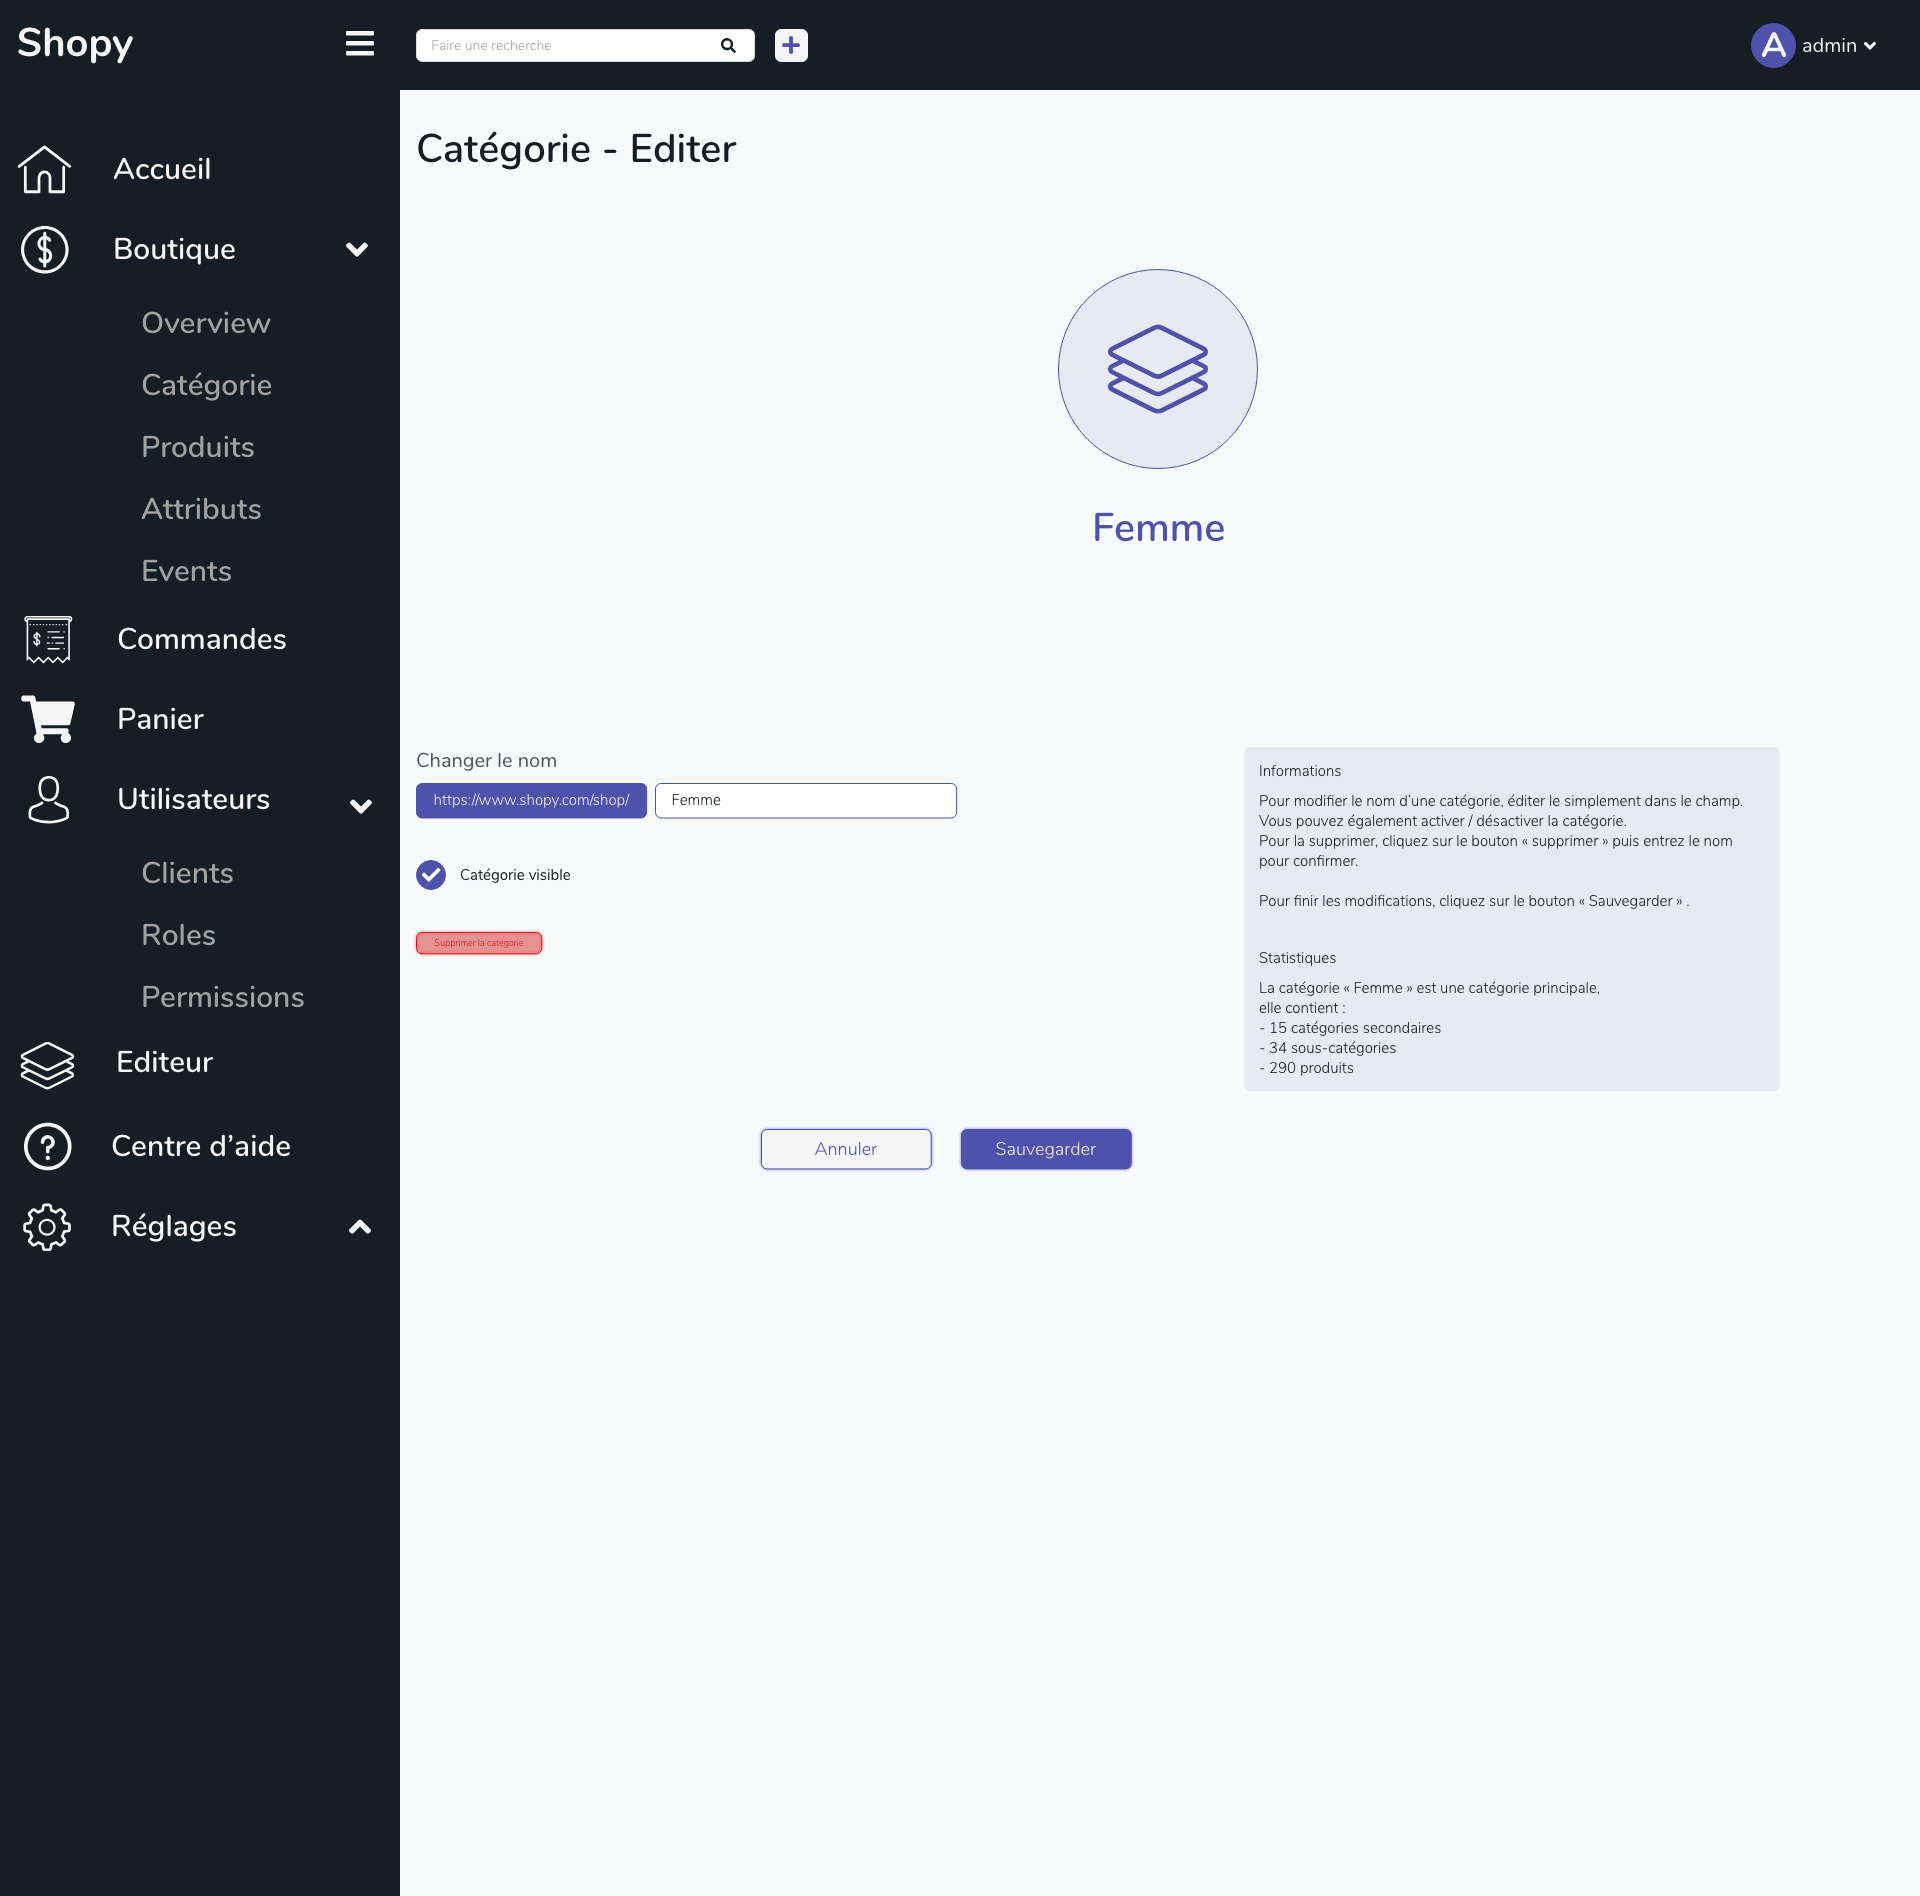 Shopy
Faire une recherche
A admin
Accueil
Boutique
Overview
Catégorie
Produits
Attributs
Events
Commandes
Panier
Utilisateurs
Clients
Roles
Permissions
Editeur
Centre d’aide
Réglages
Catégorie - Editer
Femme
Changer le nom
https://www.shopy.com/shop/ Femme
Catégorie visible
Supprimer la catégorie
Informations
Pour modifier le nom d’une catégorie, éditer le simplement dans le champ.
Vous pouvez également activer / désactiver la catégorie.
Pour la supprimer, cliquez sur le bouton « supprimer » puis entrez le nom
pour confirmer.
Pour finir les modifications, cliquez sur le bouton « Sauvegarder » .
Statistiques
La catégorie « Femme » est une catégorie principale,
elle contient :
- 15 catégories secondaires
- 34 sous-catégories
- 290 produits
Annuler Sauvegarder